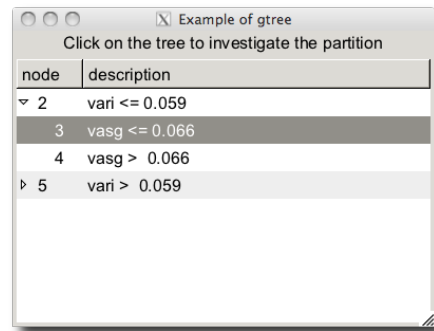 Example of gtree
Click on the tree to investigate the partition
node description
2 vari <= 0.059
3 vasg <= 0.066
4 vasg > 0.066
5 vari > 0.059